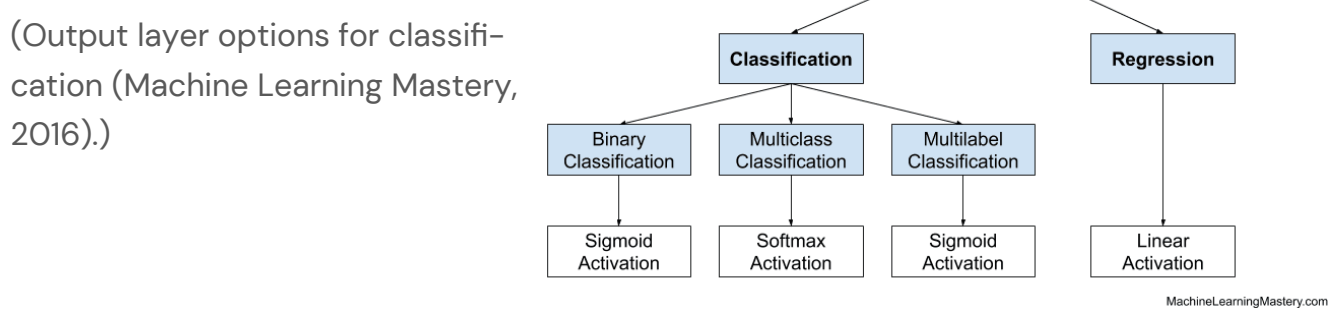 (Output layer options for classifi-
cation (Machine Learning Mastery,
2016).)
Classification
Regression
Binary
Classification
Multiclass
Classification
Multilabel
Classification
Sigmoid
Activation
Softmax
Activation
Sigmoid
Activation
Linear
Activation
MachineLearningMastery.com